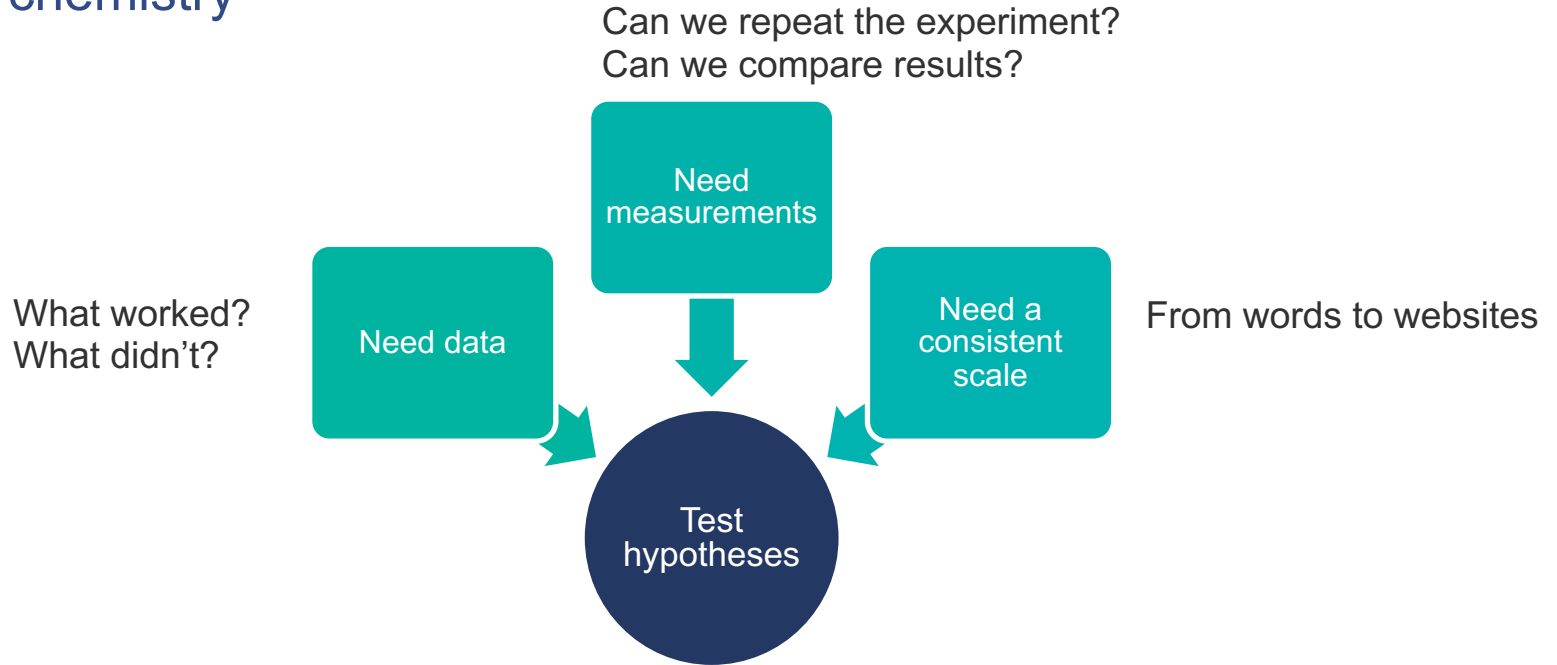 chemistry
Can we repeat the experiment?
Can we compare results?
Need
measurements
What worked?
What didn’t?
Need data
Need a
consistent
scale
From words to websites
Test
hypotheses